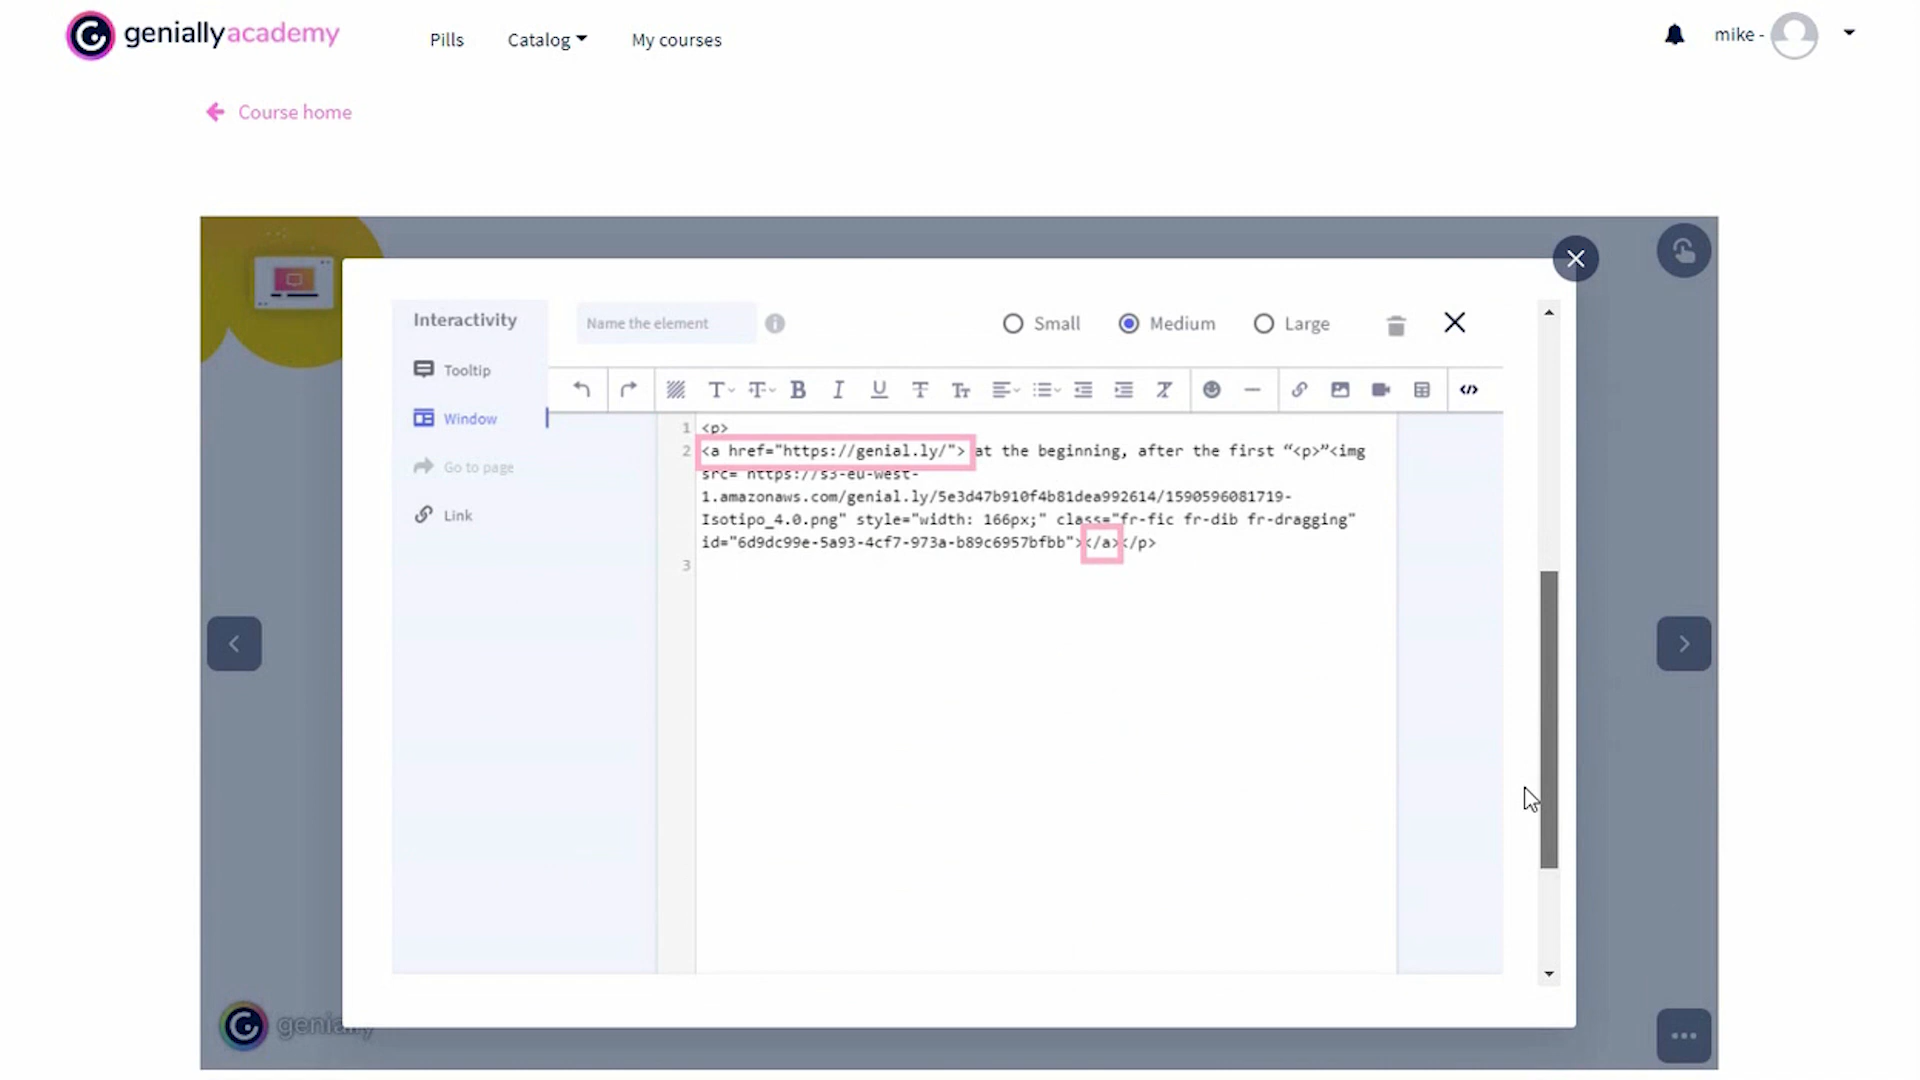 geniallyacademy
Pills
Catalog
My courses
mike -
Course home
Interactivity
Name the element
Small
Medium
Large
Tooltip
Window
Go to page
Link
1 <p>
2 <a href="https://genial.ly/"> at the beginning, after the first “<p>”<img
src="https://s3-eu-west-
1.amazonaws.com/genial.ly/5e3d47b910f4b81dea992614/1590596081719-
Isotipo_4.0.png" style="width: 166px;" class="fr-fic fr-dib fr-dragging"
id="6d9dc99e-5a93-4cf7-973a-b89c6957bfbb"></a></p>
3
genially